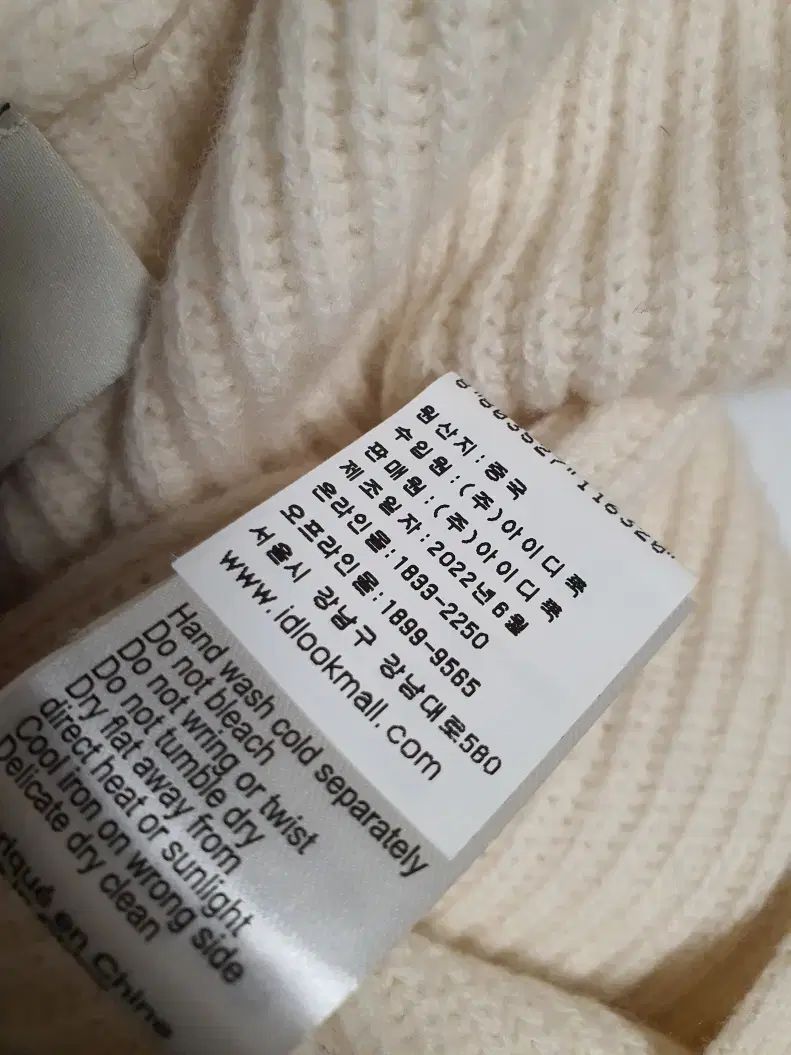 원산지:중국
수입원:(주)아이디룩
판매원:(주)아이디룩
제조일자:2022년6월
온라인몰:1833-2250
오프라인몰:1899-9565
서울시 강남구 강남대로580
www.idlookmall.com
Hand wash cold separately
Do not bleach
Do not wring or twist
Do not tumble dry
Dry flat away from
direct heat or sunlight
Cool iron on wrong side
Delicate dry clean
en China